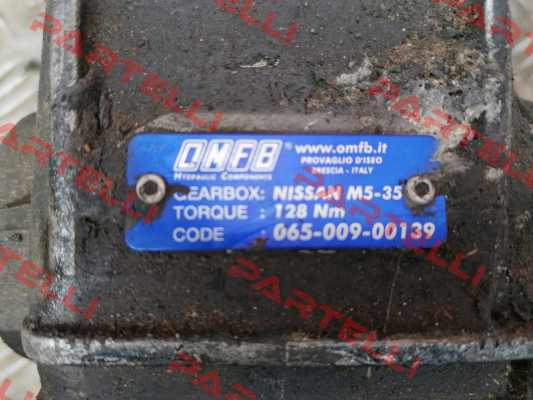 OMFB®
HYDRAULIC COMPONENTS
www.omfb.it
PROVAGLIO D'ISEO
BRESCIA - ITALY
GEARBOX: NISSAN M5-35
TORQUE : 128 Nm
CODE : 065-009-00139
PARTELLI
PARTELLI
PARTELLI
PARTELLI
PARTELLI
PARTELLI